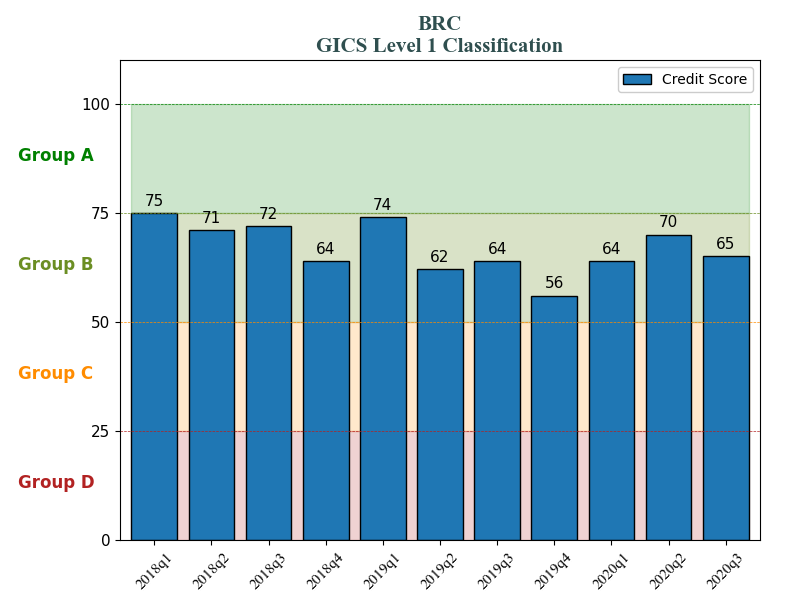 BRC
GICS Level 1 Classification
Credit Score
100
Group A
75
Group B
50
Group C
25
Group D
0
75
71
72
64
74
62
64
56
64
70
65
2018q1
2018q2
2018q3
2018q4
2019q1
2019q2
2019q3
2019q4
2020q1
2020q2
2020q3